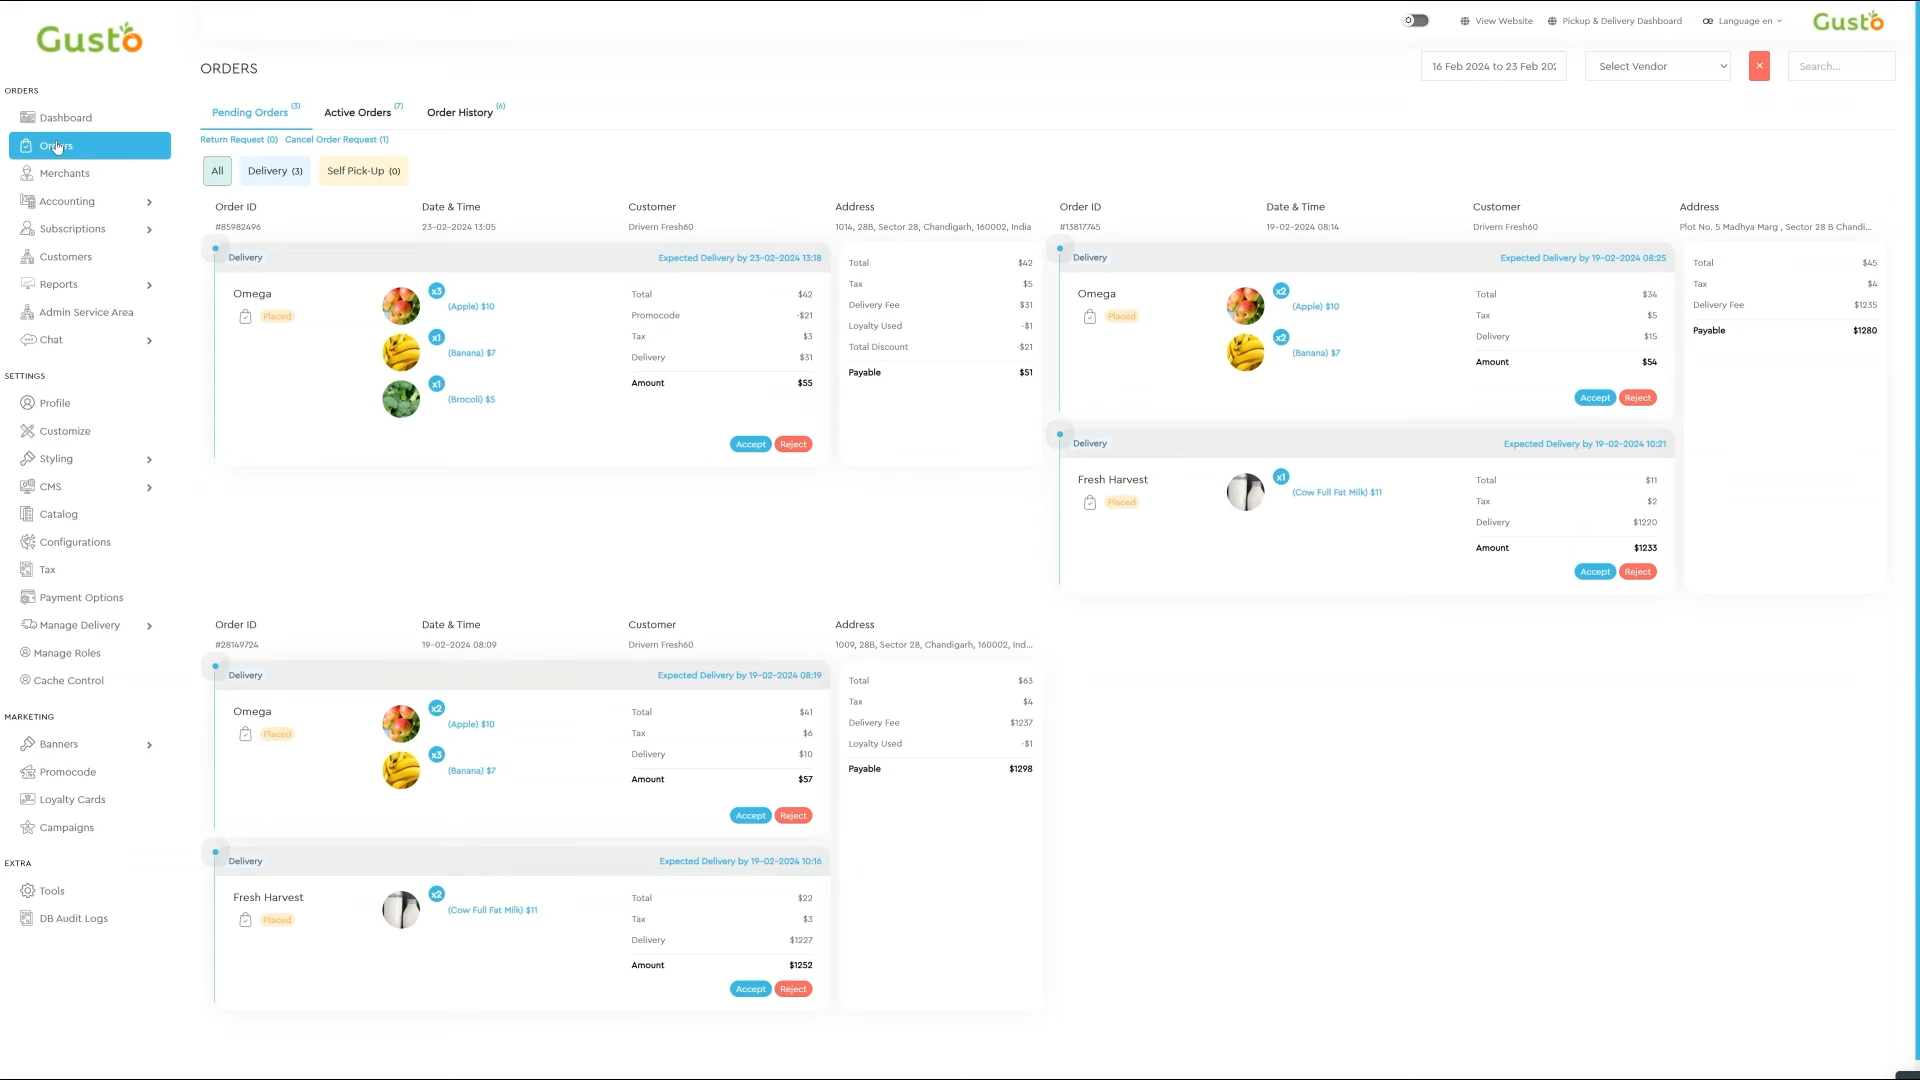 Gusto
View Website
Pickup & Delivery Dashboard
Language en
Gusto
ORDERS
Dashboard
Orders
Merchants
Accounting
Subscriptions
Customers
Reports
Admin Service Area
Chat
SETTINGS
Profile
Customize
Styling
CMS
Catalog
Configurations
Tax
Payment Options
Manage Delivery
Manage Roles
Cache Control
MARKETING
Banners
Promocode
Loyalty Cards
Campaigns
EXTRA
Tools
DB Audit Logs
ORDERS
16 Feb 2024 to 23 Feb 202
Select Vendor
×
Search...
Pending Orders (3) Active Orders (7) Order History (6)
Return Request (0) Cancel Order Request (1)
All Delivery (3) Self Pick-Up (0)
Order ID Date & Time Customer Address
#85982496 23-02-2024 13:05 Drivern Fresh60 1014, 28B, Sector 28, Chandigarh, 160002, India
Delivery Expected Delivery by 23-02-2024 13:18
Omega
Placed
x3
(Apple) $10
x1
(Banana) $7
x1
(Brocoli) $5
Total $42
Promocode -$21
Tax $3
Delivery $31
Amount $55
Accept Reject
Total $42
Tax $5
Delivery Fee $31
Loyalty Used -$1
Total Discount -$21
Payable $51
Order ID Date & Time Customer Address
#13817745 19-02-2024 08:14 Drivern Fresh60 Plot No. 5 Madhya Marg , Sector 28 B Chandi...
Delivery Expected Delivery by 19-02-2024 08:25
Omega
Placed
x2
(Apple) $10
x2
(Banana) $7
Total $34
Tax $5
Delivery $15
Amount $54
Accept Reject
Total $45
Tax $4
Delivery Fee $1235
Payable $1280
Delivery Expected Delivery by 19-02-2024 10:21
Fresh Harvest
Placed
x1
(Cow Full Fat Milk) $11
Total $11
Tax $2
Delivery $1220
Amount $1233
Accept Reject
Order ID Date & Time Customer Address
#28149724 19-02-2024 08:09 Drivern Fresh60 1009, 28B, Sector 28, Chandigarh, 160002, Ind...
Delivery Expected Delivery by 19-02-2024 08:19
Omega
Placed
x2
(Apple) $10
x3
(Banana) $7
Total $41
Tax $6
Delivery $10
Amount $57
Accept Reject
Total $63
Tax $4
Delivery Fee $1237
Loyalty Used -$1
Payable $1298
Delivery Expected Delivery by 19-02-2024 10:16
Fresh Harvest
Placed
x2
(Cow Full Fat Milk) $11
Total $22
Tax $3
Delivery $1227
Amount $1252
Accept Reject